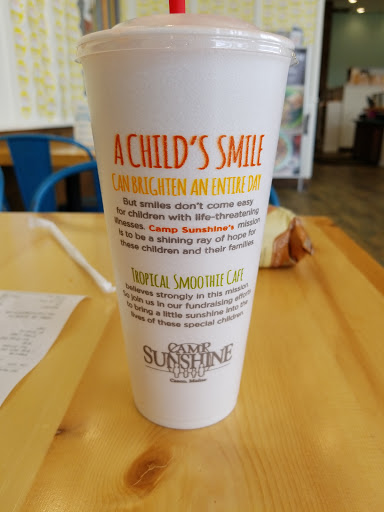 A CHILD'S SMILE
CAN BRIGHTEN AN ENTIRE DAY
But smiles don't come easy
for children with life-threatening
illnesses. Camp Sunshine's mission
is to be a shining ray of hope for
these children and their families
TROPICAL SMOOTHIE CAFE
believes strongly in this mission
So join us in our fundraising efforts
to bring a little sunshine into the
lives of these special children
CAMP
SUNSHINE
Casco, Maine